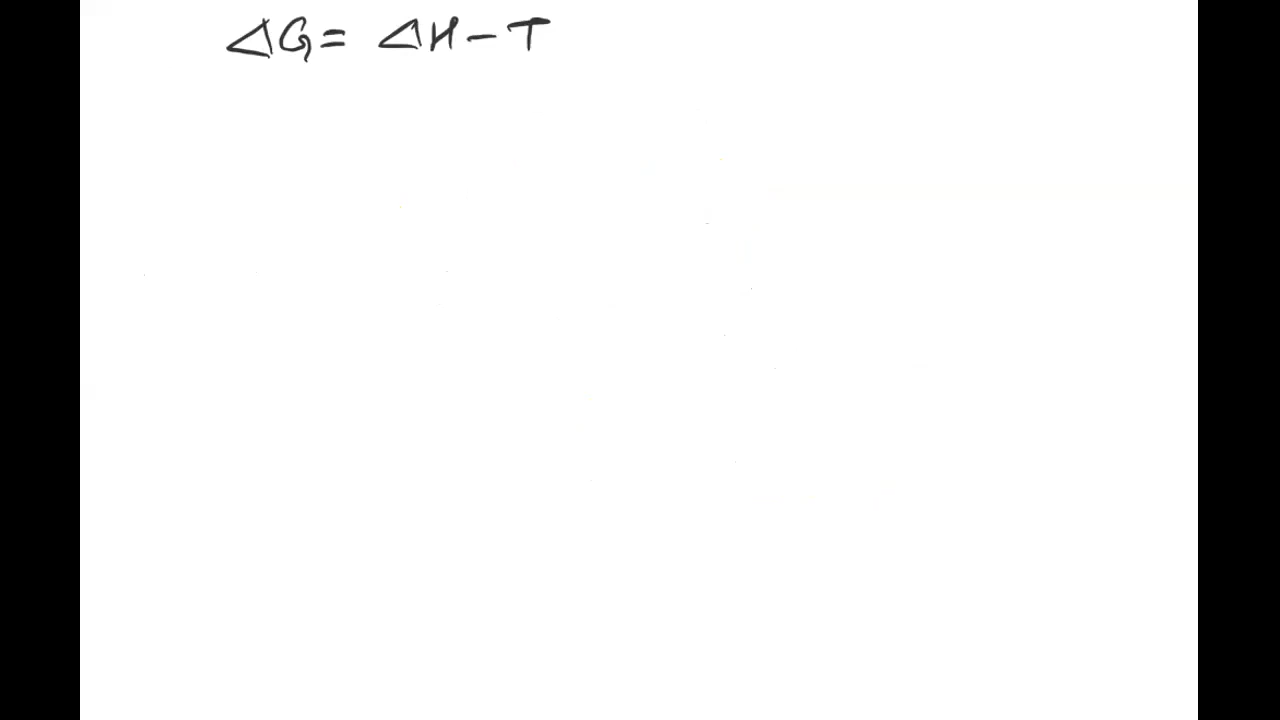 ΔG = ΔH - T